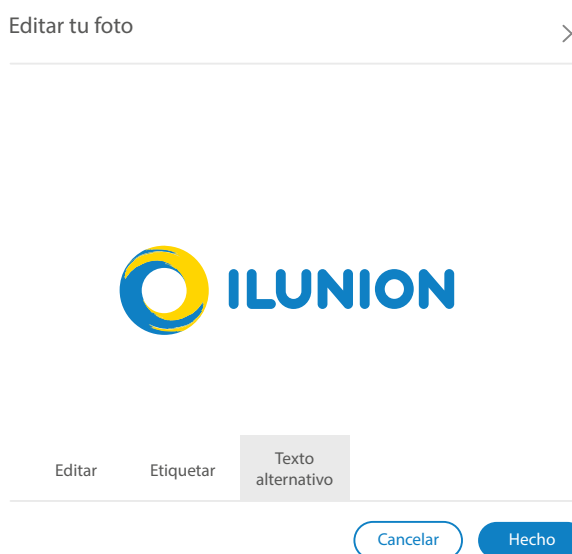 Editar tu foto
ILUNION
Editar Etiquetar Texto
alternativo
Cancelar Hecho